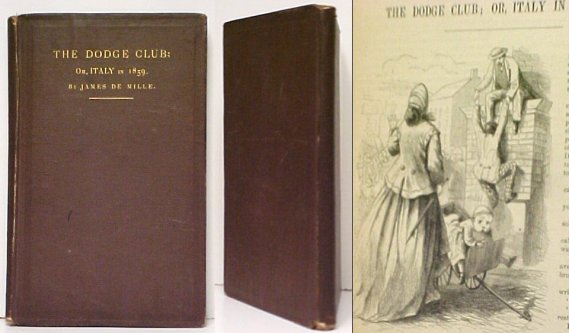 THE DODGE CLUB:
OR, ITALY IN 1859.
BY JAMES DE MILLE.
THE DODGE CLUB; OR, ITALY IN